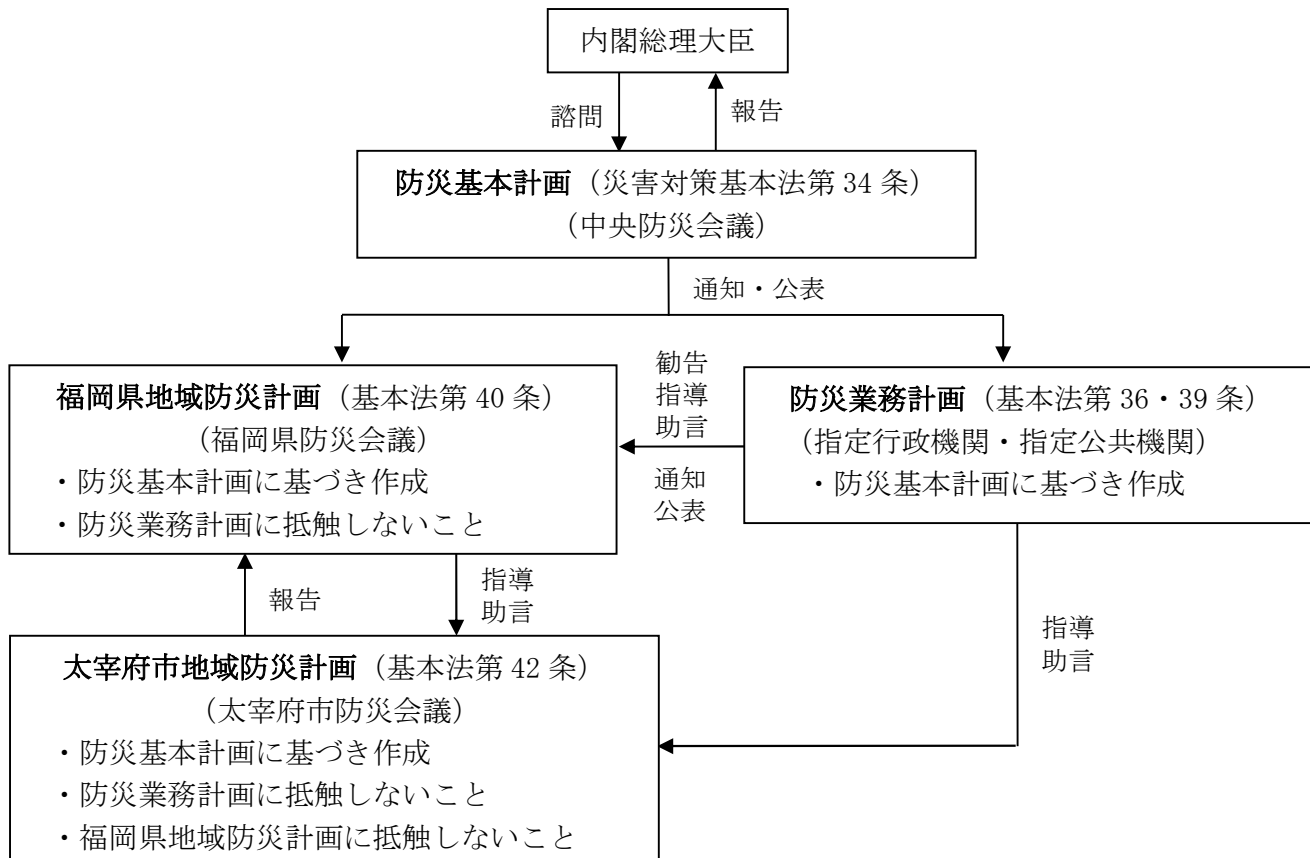 内閣総理大臣
諮問
報告
防災基本計画（災害対策基本法第 34 条）
（中央防災会議）
通知・公表
福岡県地域防災計画（基本法第 40 条）
（福岡県防災会議）
・防災基本計画に基づき作成
・防災業務計画に抵触しないこと
勧告
指導
助言
通知
公表
防災業務計画（基本法第 36・39 条）
（指定行政機関・指定公共機関）
・防災基本計画に基づき作成
報告
指導
助言
指導
助言
太宰府市地域防災計画（基本法第 42 条）
（太宰府市防災会議）
・防災基本計画に基づき作成
・防災業務計画に抵触しないこと
・福岡県地域防災計画に抵触しないこと